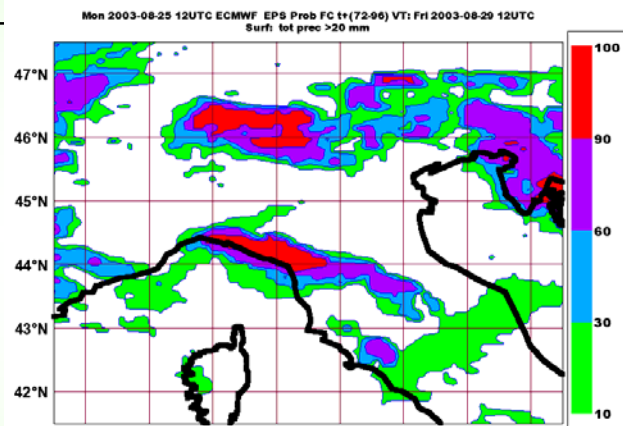 Mon 2003-08-25 12UTC ECMWF EPS Prob FC t+(72-96) VT: Fri 2003-08-29 12UTC
Surf: tot prec >20 mm
100
47°N
46°N
90
45°N
60
44°N
43°N
30
42°N
10